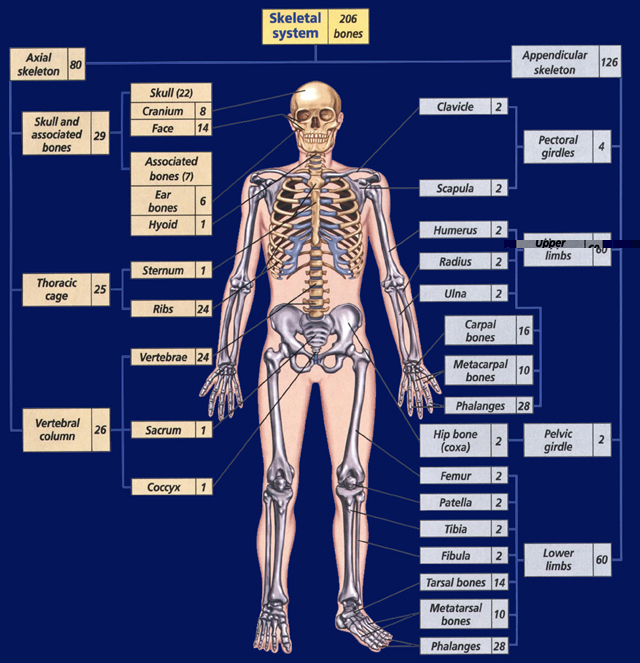 Skeletal system 206 bones
Axial skeleton 80
Appendicular skeleton 126
Skull and associated bones 29
Skull (22)
Cranium 8
Face 14
Associated bones (7)
Ear bones 6
Hyoid 1
Thoracic cage 25
Sternum 1
Ribs 24
Vertebral column 26
Vertebrae 24
Sacrum 1
Coccyx 1
Clavicle 2
Scapula 2
Pectoral girdles 4
Humerus 2
Radius 2
Ulna 2
Carpal bones 16
Metacarpal bones 10
Phalanges 28
Upper limbs
Hip bone (coxa) 2
Pelvic girdle 2
Femur 2
Patella 2
Tibia 2
Fibula 2
Tarsal bones 14
Metatarsal bones 10
Phalanges 28
Lower limbs 60